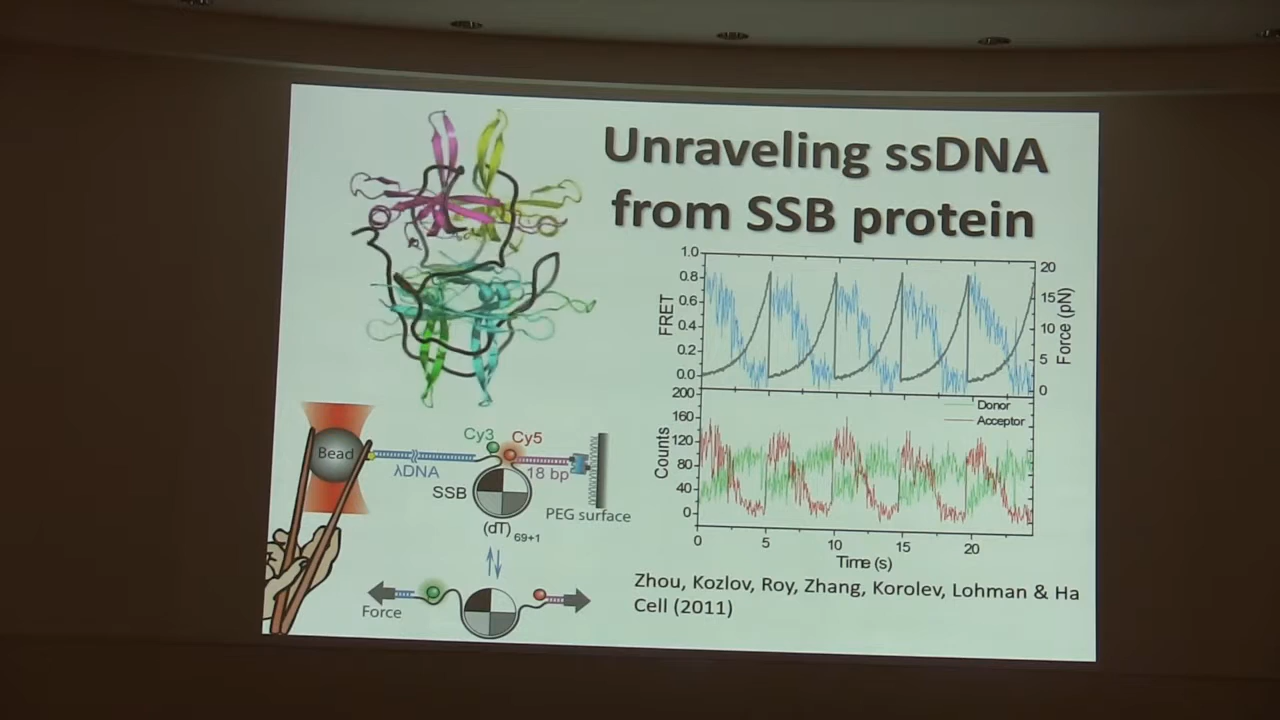 Unraveling ssDNA
from SSB protein
1.0
0.8
0.6
0.4
0.2
0.0
FRET
20
15
10
5
0
Force (pN)
200
160
120
80
40
0
Counts
Donor
Acceptor
0 5 10 15 20
Time (s)
Bead
λDNA
Cy3
Cy5
18 bp
SSB
PEG surface
(dT)69+1
Force
Zhou, Kozlov, Roy, Zhang, Korolev, Lohman & Ha
Cell (2011)